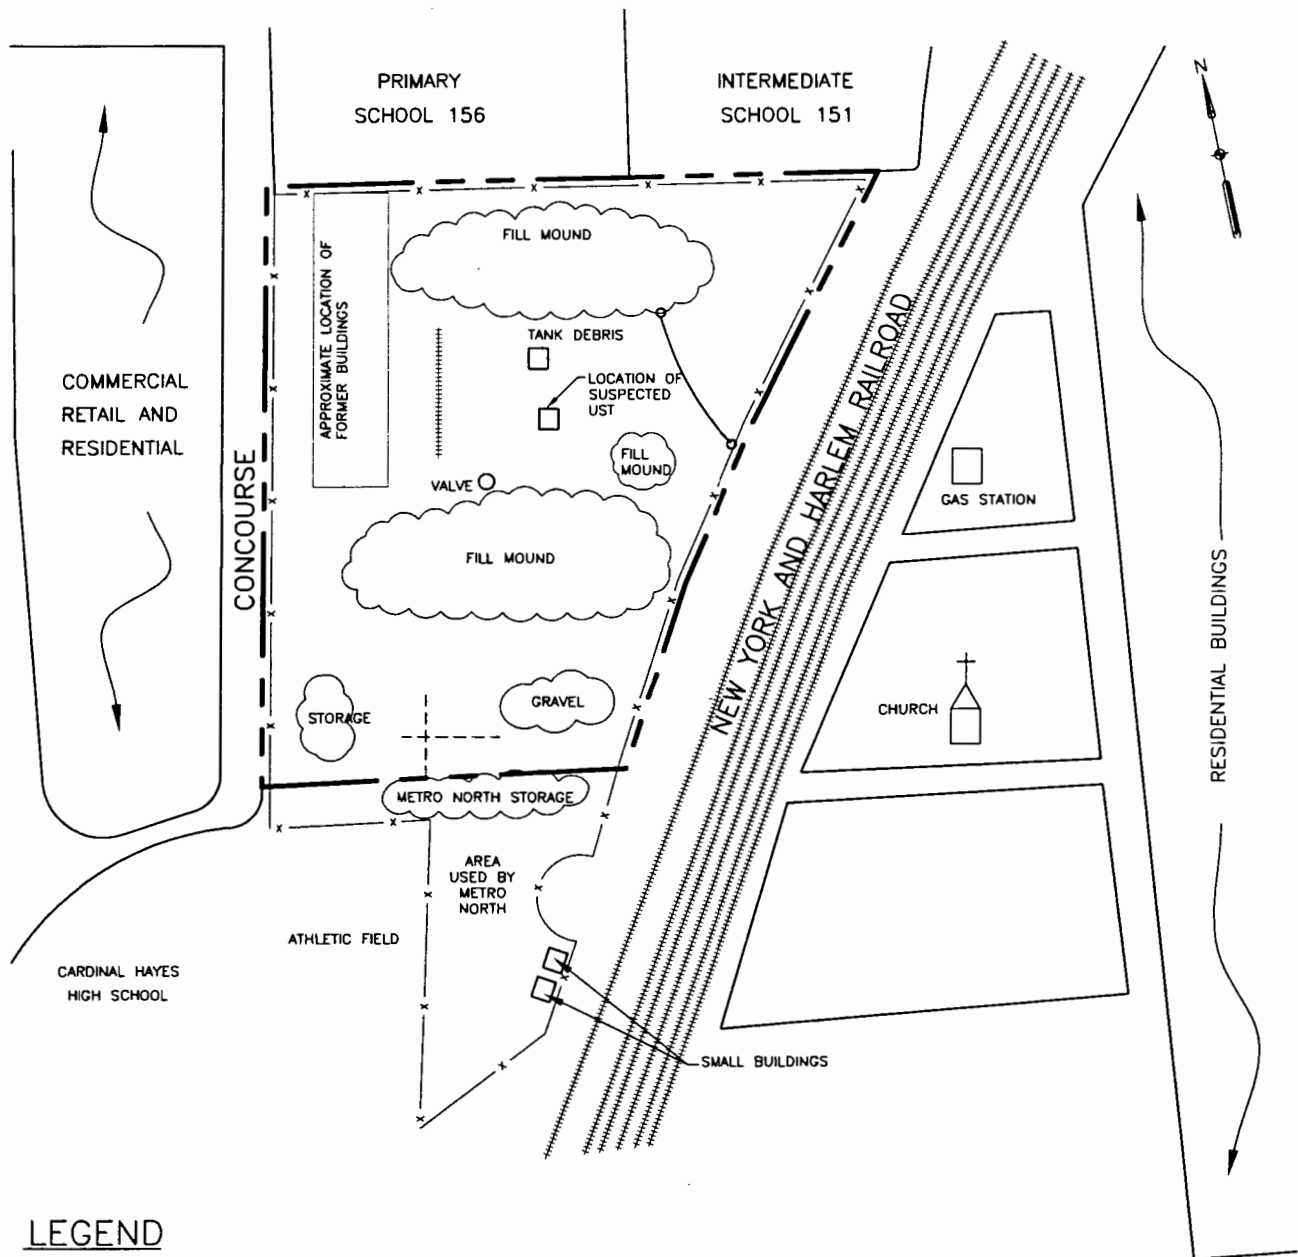 PRIMARY
SCHOOL 156
INTERMEDIATE
SCHOOL 151
N
FILL MOUND
APPROXIMATE LOCATION OF
FORMER BUILDINGS
TANK DEBRIS
LOCATION OF
SUSPECTED
UST
COMMERCIAL
RETAIL AND
RESIDENTIAL
CONCOURSE
FILL
MOUND
VALVE
FILL MOUND
NEW YORK AND HARLEM RAILROAD
GAS STATION
RESIDENTIAL BUILDINGS
STORAGE
GRAVEL
CHURCH
METRO NORTH STORAGE
AREA
USED BY
METRO
NORTH
ATHLETIC FIELD
CARDINAL HAYES
HIGH SCHOOL
SMALL BUILDINGS
LEGEND